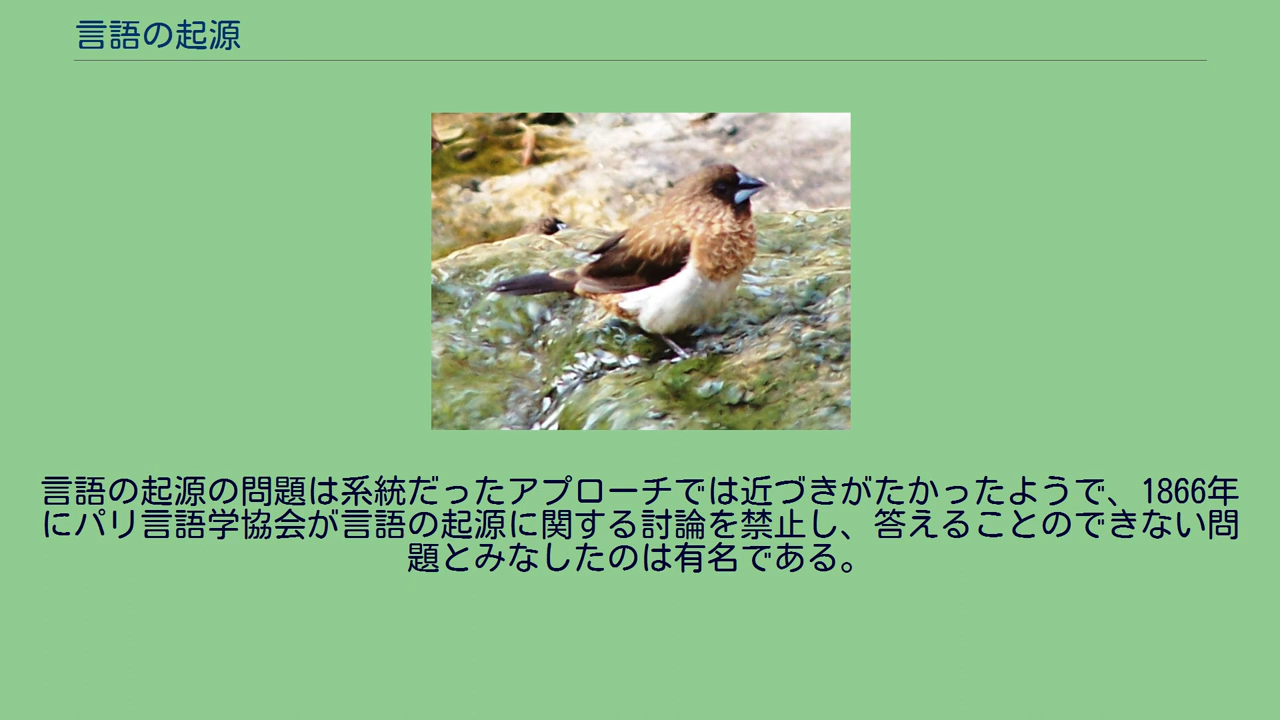 言語の起源
言語の起源の問題は系統だったアプローチでは近づきがたかったようで、1866年
にパリ言語学協会が言語の起源に関する討論を禁止し、答えることのできない問
題とみなしたのは有名である。